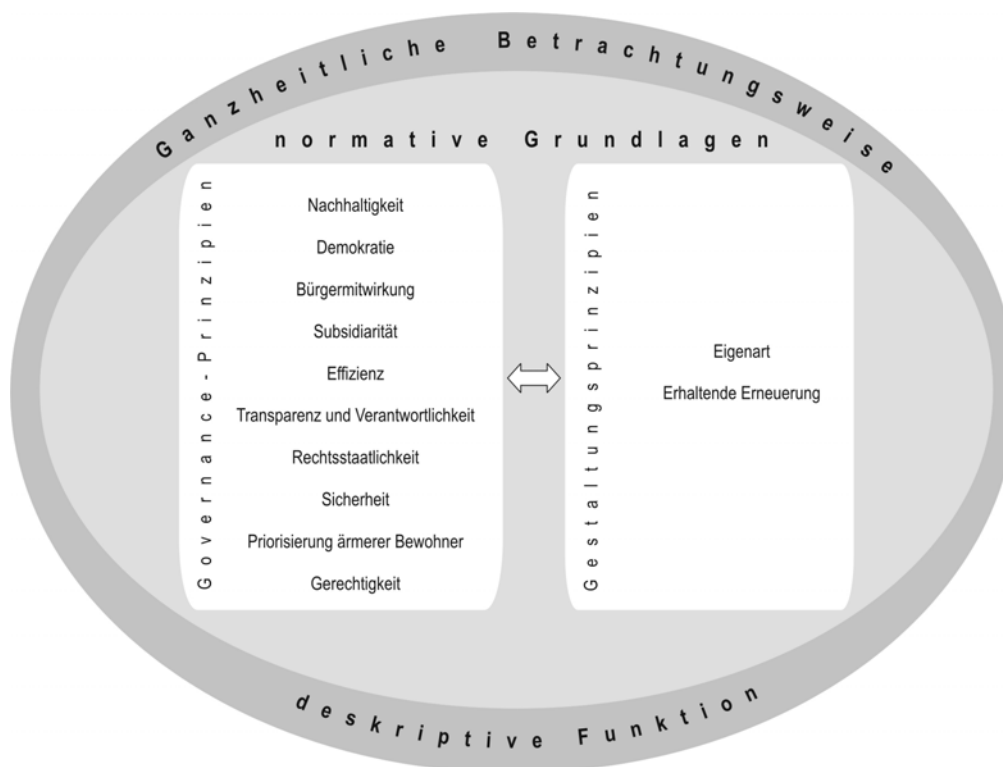 Ganzheitliche Betrachtungsweise
normative Grundlagen
Governance-Prinzipien
Nachhaltigkeit
Demokratie
Bürgermitwirkung
Subsidiarität
Effizienz
Transparenz und Verantwortlichkeit
Rechtsstaatlichkeit
Sicherheit
Priorisierung ärmerer Bewohner
Gerechtigkeit
Gestaltungsprinzipien
Eigenart
Erhaltende Erneuerung
deskriptive Funktion